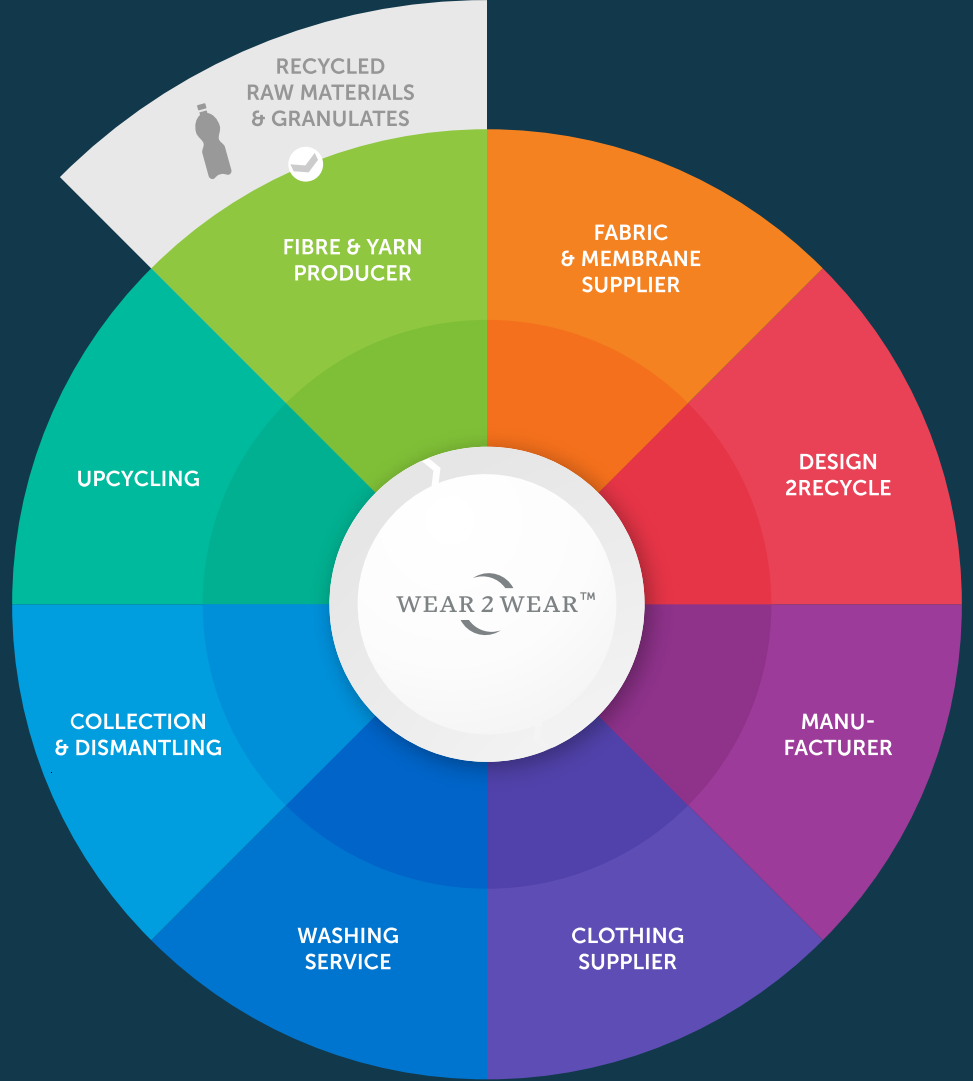 RECYCLED
RAW MATERIALS
& GRANULATES
FIBRE & YARN
PRODUCER
FABRIC
& MEMBRANE
SUPPLIER
DESIGN
2RECYCLE
MANU-
FACTURER
CLOTHING
SUPPLIER
WASHING
SERVICE
COLLECTION
& DISMANTLING
UPCYCLING
WEAR 2 WEAR™